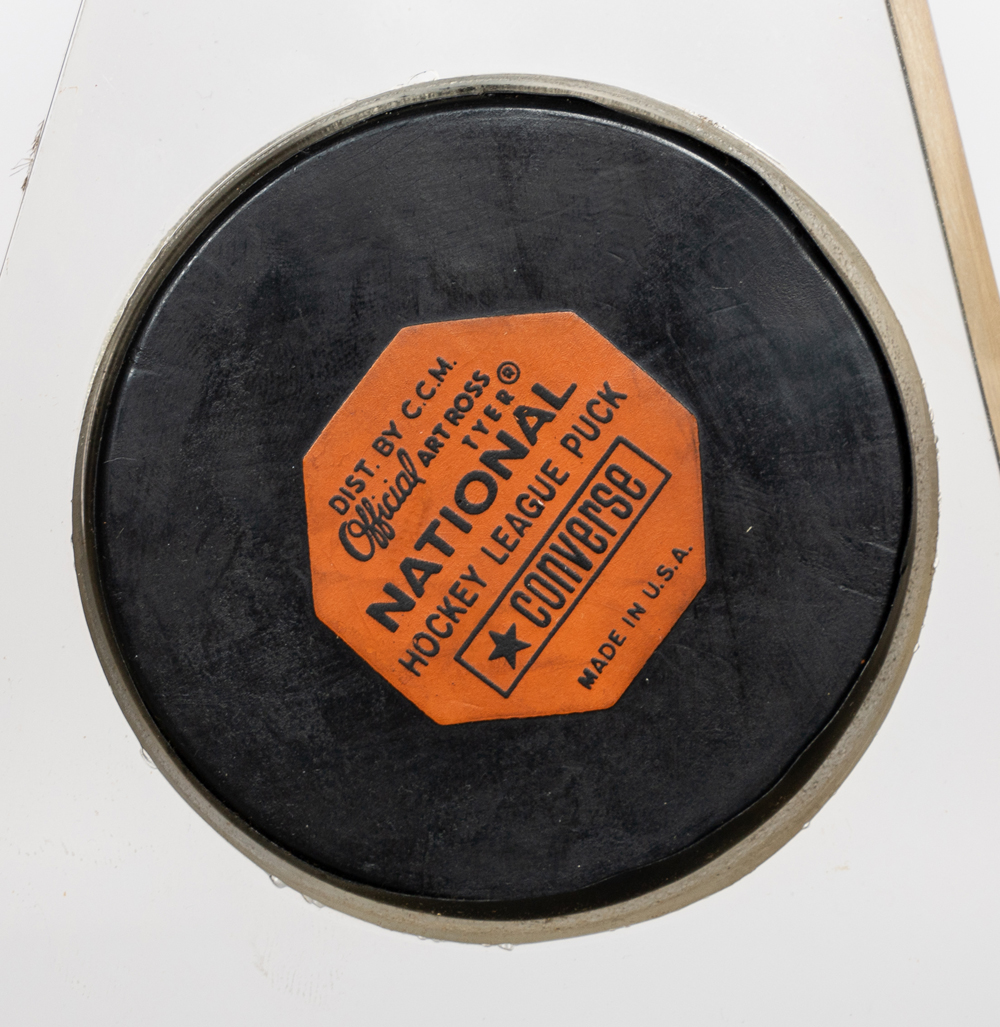 DIST. BY C.C.M.
Official ART ROSS
TYER®
NATIONAL
HOCKEY LEAGUE PUCK
★ CONVERSE
MADE IN U.S.A.